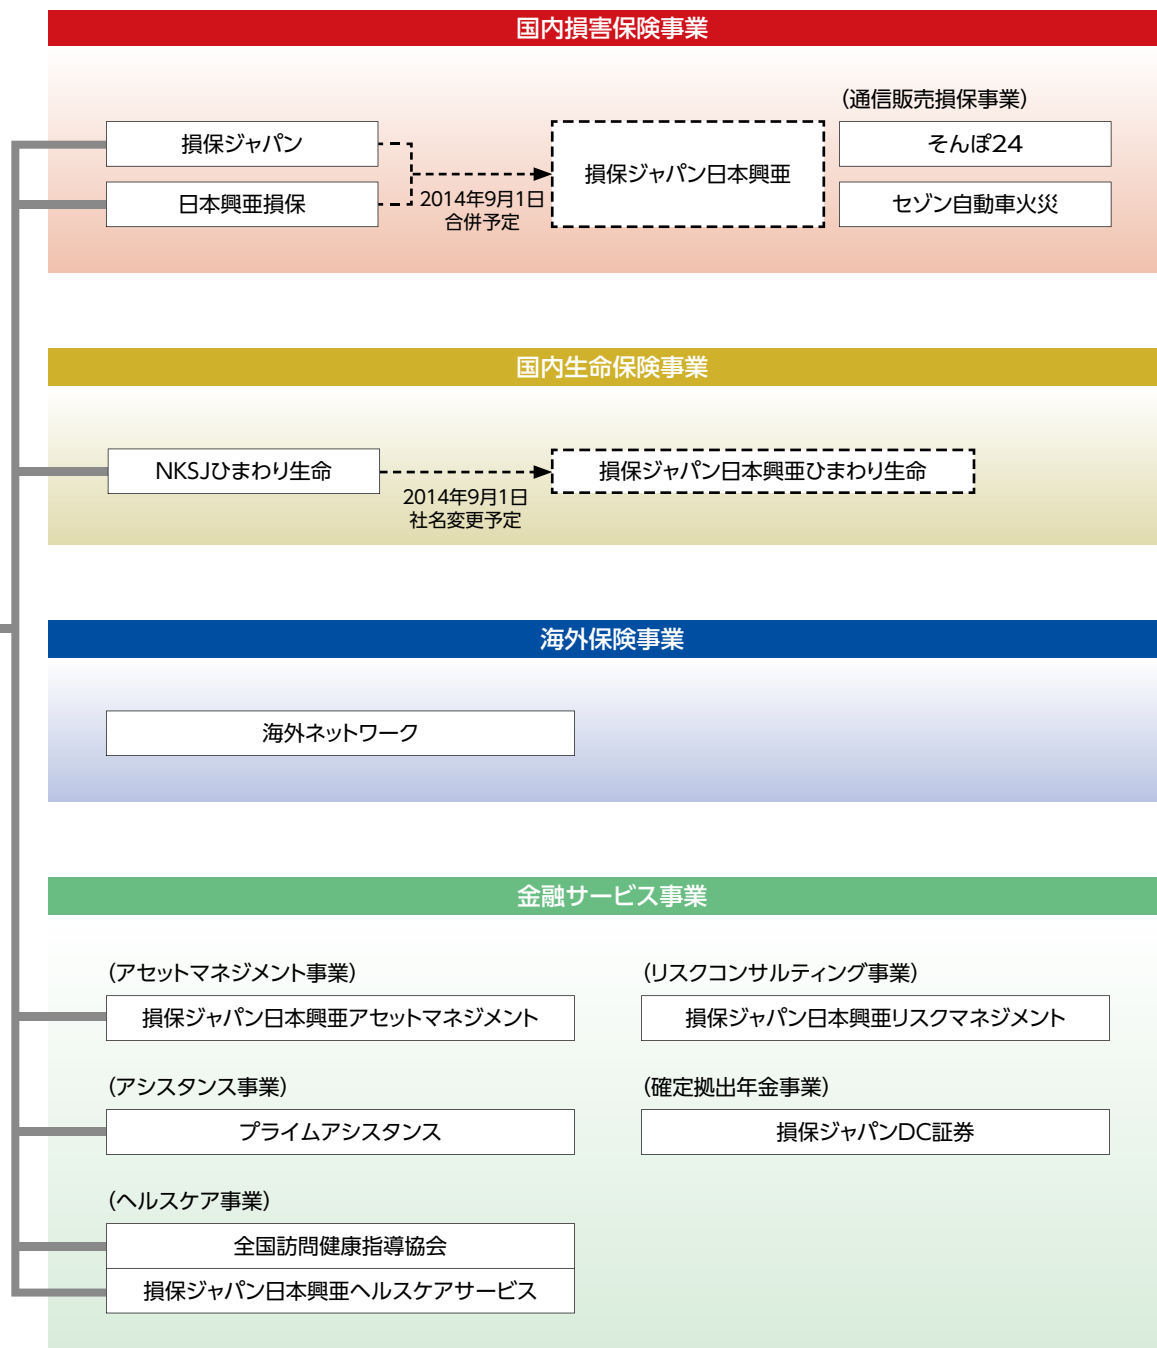 国内損害保険事業
(通信販売損保事業)
損保ジャパン
日本興亜損保
2014年9月1日
合併予定
損保ジャパン日本興亜
そんぽ24
セゾン自動車火災
国内生命保険事業
NKSJひまわり生命
2014年9月1日
社名変更予定
損保ジャパン日本興亜ひまわり生命
海外保険事業
海外ネットワーク
金融サービス事業
(アセットマネジメント事業)
損保ジャパン日本興亜アセットマネジメント
(リスクコンサルティング事業)
損保ジャパン日本興亜リスクマネジメント
(アシスタンス事業)
プライムアシスタンス
(確定拠出年金事業)
損保ジャパンDC証券
(ヘルスケア事業)
全国訪問健康指導協会
損保ジャパン日本興亜ヘルスケアサービス